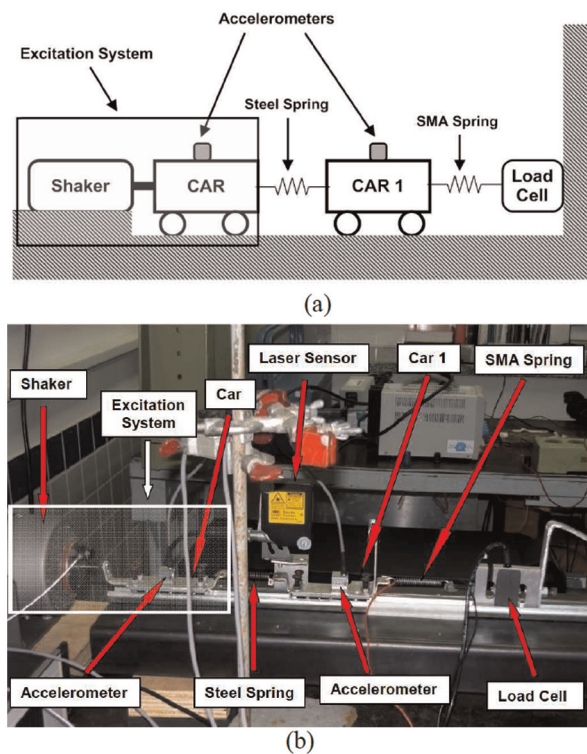 Accelerometers
Excitation System
Steel Spring
SMA Spring
Shaker
CAR
CAR 1
Load
Cell
(a)
Laser Sensor
Car 1
SMA Spring
Shaker
Car
Excitation
System
Accelerometer
Steel Spring
Accelerometer
Load Cell
(b)